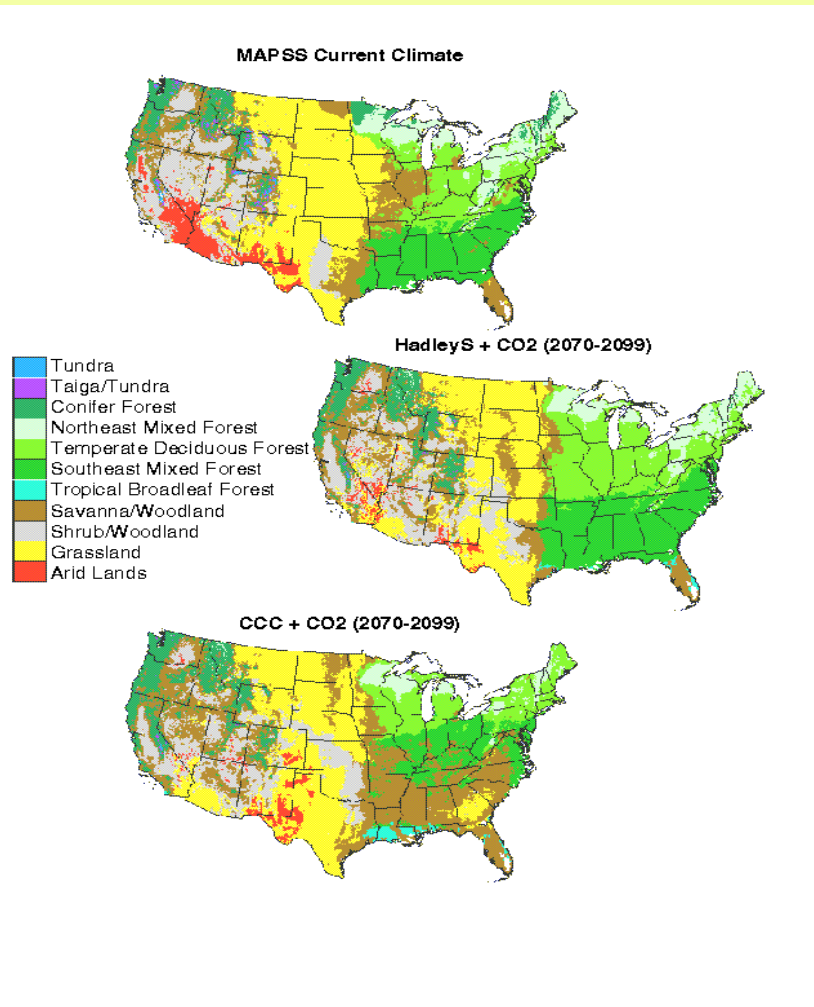 MAPSS Current Climate
HadleyS + CO2 (2070-2099)
Tundra
Taiga/Tundra
Conifer Forest
Northeast Mixed Forest
Temperate Deciduous Forest
Southeast Mixed Forest
Tropical Broadleaf Forest
Savanna/Woodland
Shrub/Woodland
Grassland
Arid Lands
CCC + CO2 (2070-2099)